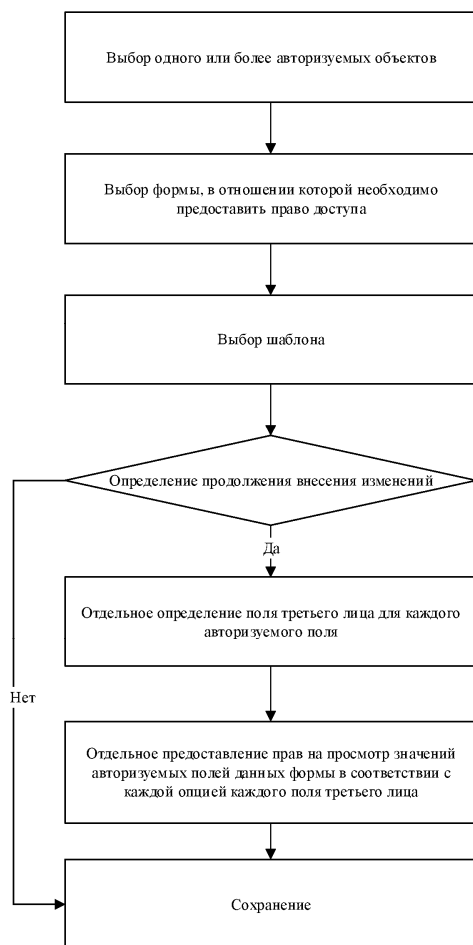 Выбор одного или более авторизуемых объектов
Выбор формы, в отношении которой необходимо
предоставить право доступа
Выбор шаблона
Определение продолжения внесения изменений
Да
Отдельное определение поля третьего лица для каждого
авторизуемого поля
Нет
Отдельное предоставление прав на просмотр значений
авторизуемых полей данных формы в соответствии с
каждой опцией каждого поля третьего лица
Сохранение